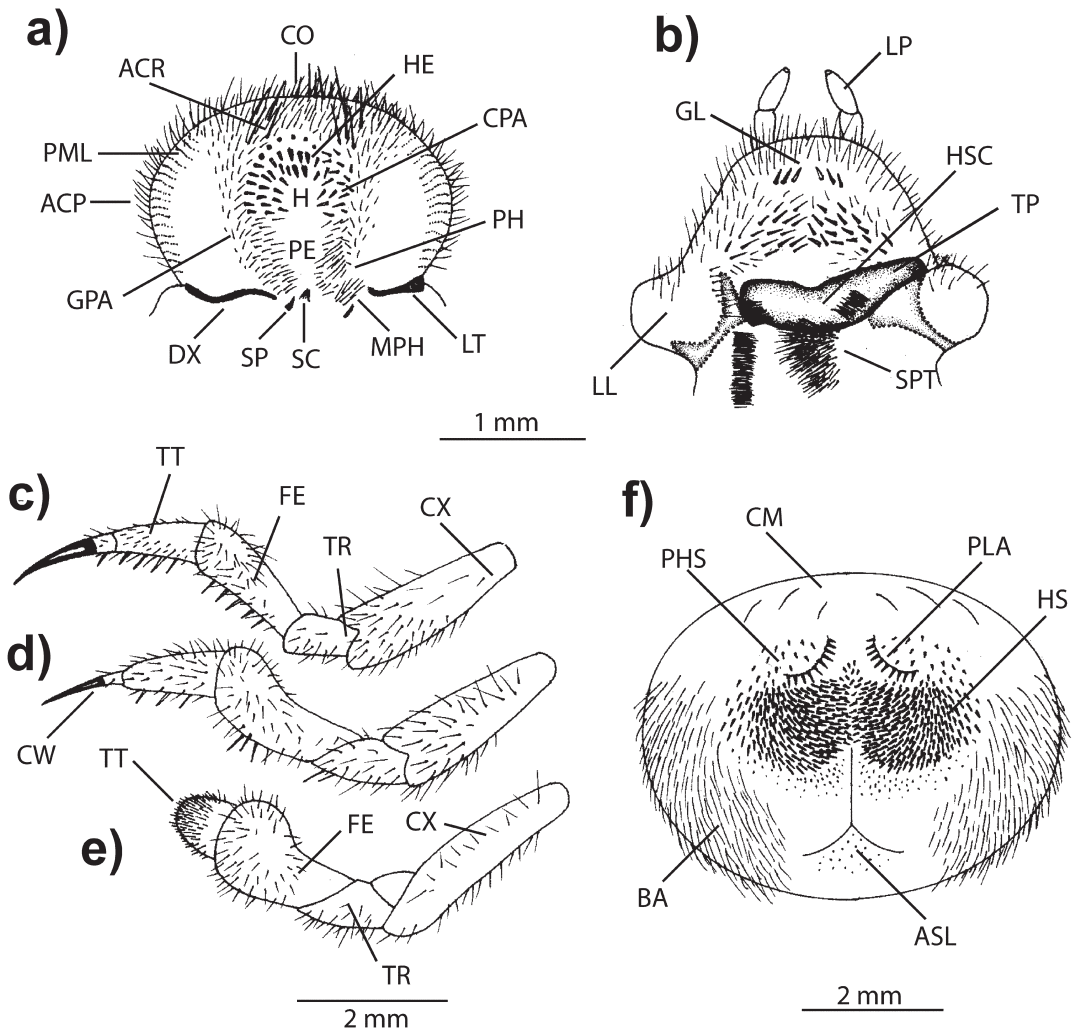 a)
CO
ACR
HE
CPA
PML
ACP
H
PH
PE
GPA
DX
SP
SC
MPH
LT
b)
LP
GL
HSC
TP
LL
SPT
1 mm
c)
TT
FE
CX
TR
d)
CW
TT
e)
FE
CX
TR
2 mm
f)
CM
PHS
PLA
HS
BA
ASL
2 mm